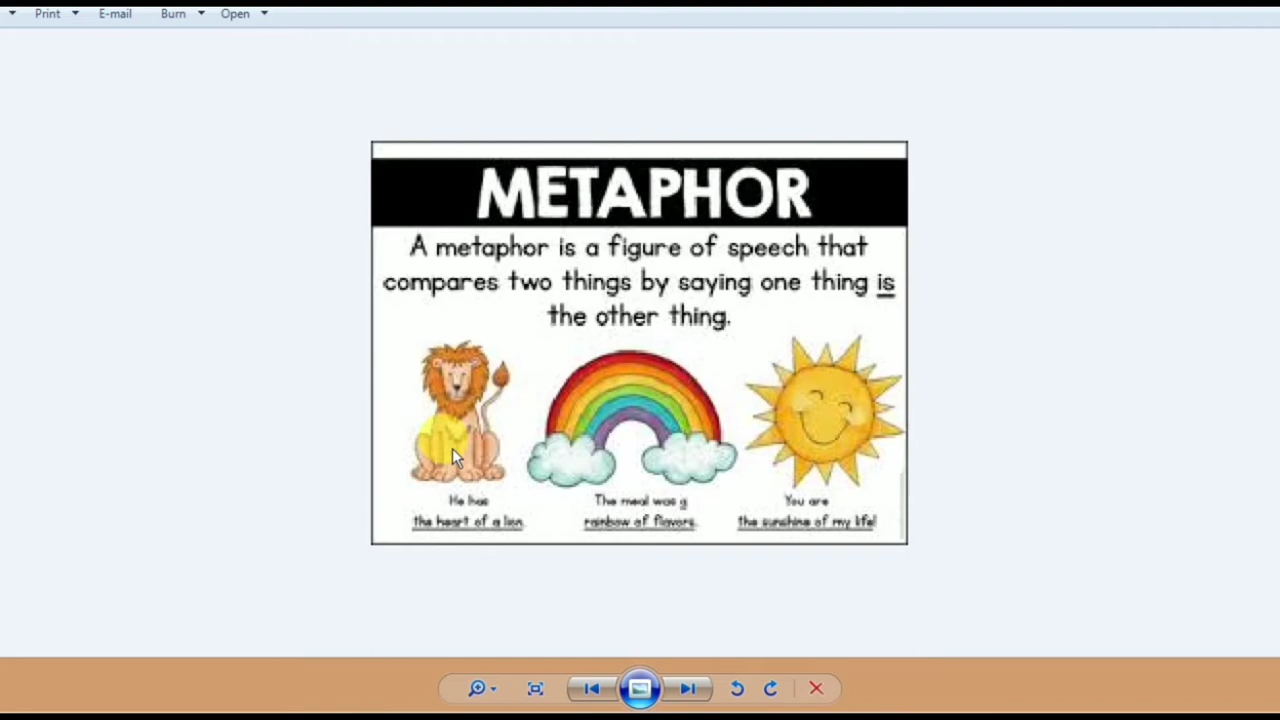 Print E-mail Burn Open
METAPHOR
A metaphor is a figure of speech that
compares two things by saying one thing is
the other thing.
He has
the heart of a lion.
The meal was a
rainbow of flavors.
You are
the sunshine of my life!